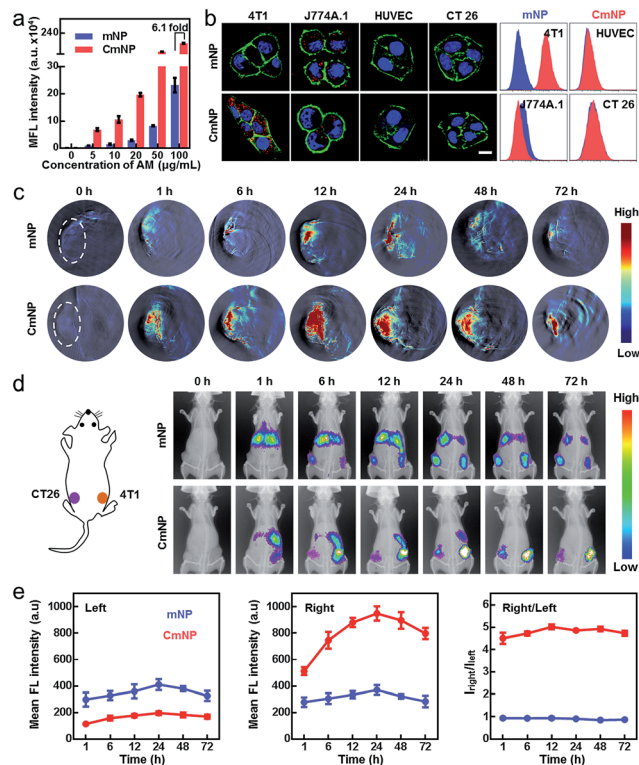 a
mNP
CmNP
6.1 fold
MFL intensity (a.u. x10⁴)
240
30
20
10
0
0 5 10 20 50 100
Concentration of AM (µg/mL)
b
4T1 J774A.1 HUVEC CT 26
mNP
CmNP
mNP CmNP
4T1 HUVEC
J774A.1 CT 26
c
0 h 1 h 6 h 12 h 24 h 48 h 72 h
mNP
CmNP
High
Low
d
0 h 1 h 6 h 12 h 24 h 48 h 72 h
mNP
CmNP
CT26 4T1
High
Low
e
Left
mNP
CmNP
Mean FL intensity (a.u)
1000
800
600
400
200
0
1 6 12 24 48 72
Time (h)
Right
Mean FL intensity (a.u)
1000
800
600
400
200
0
1 6 12 24 48 72
Time (h)
Right/Left
Iright/Ileft
6
5
4
3
2
1
0
1 6 12 24 48 72
Time (h)